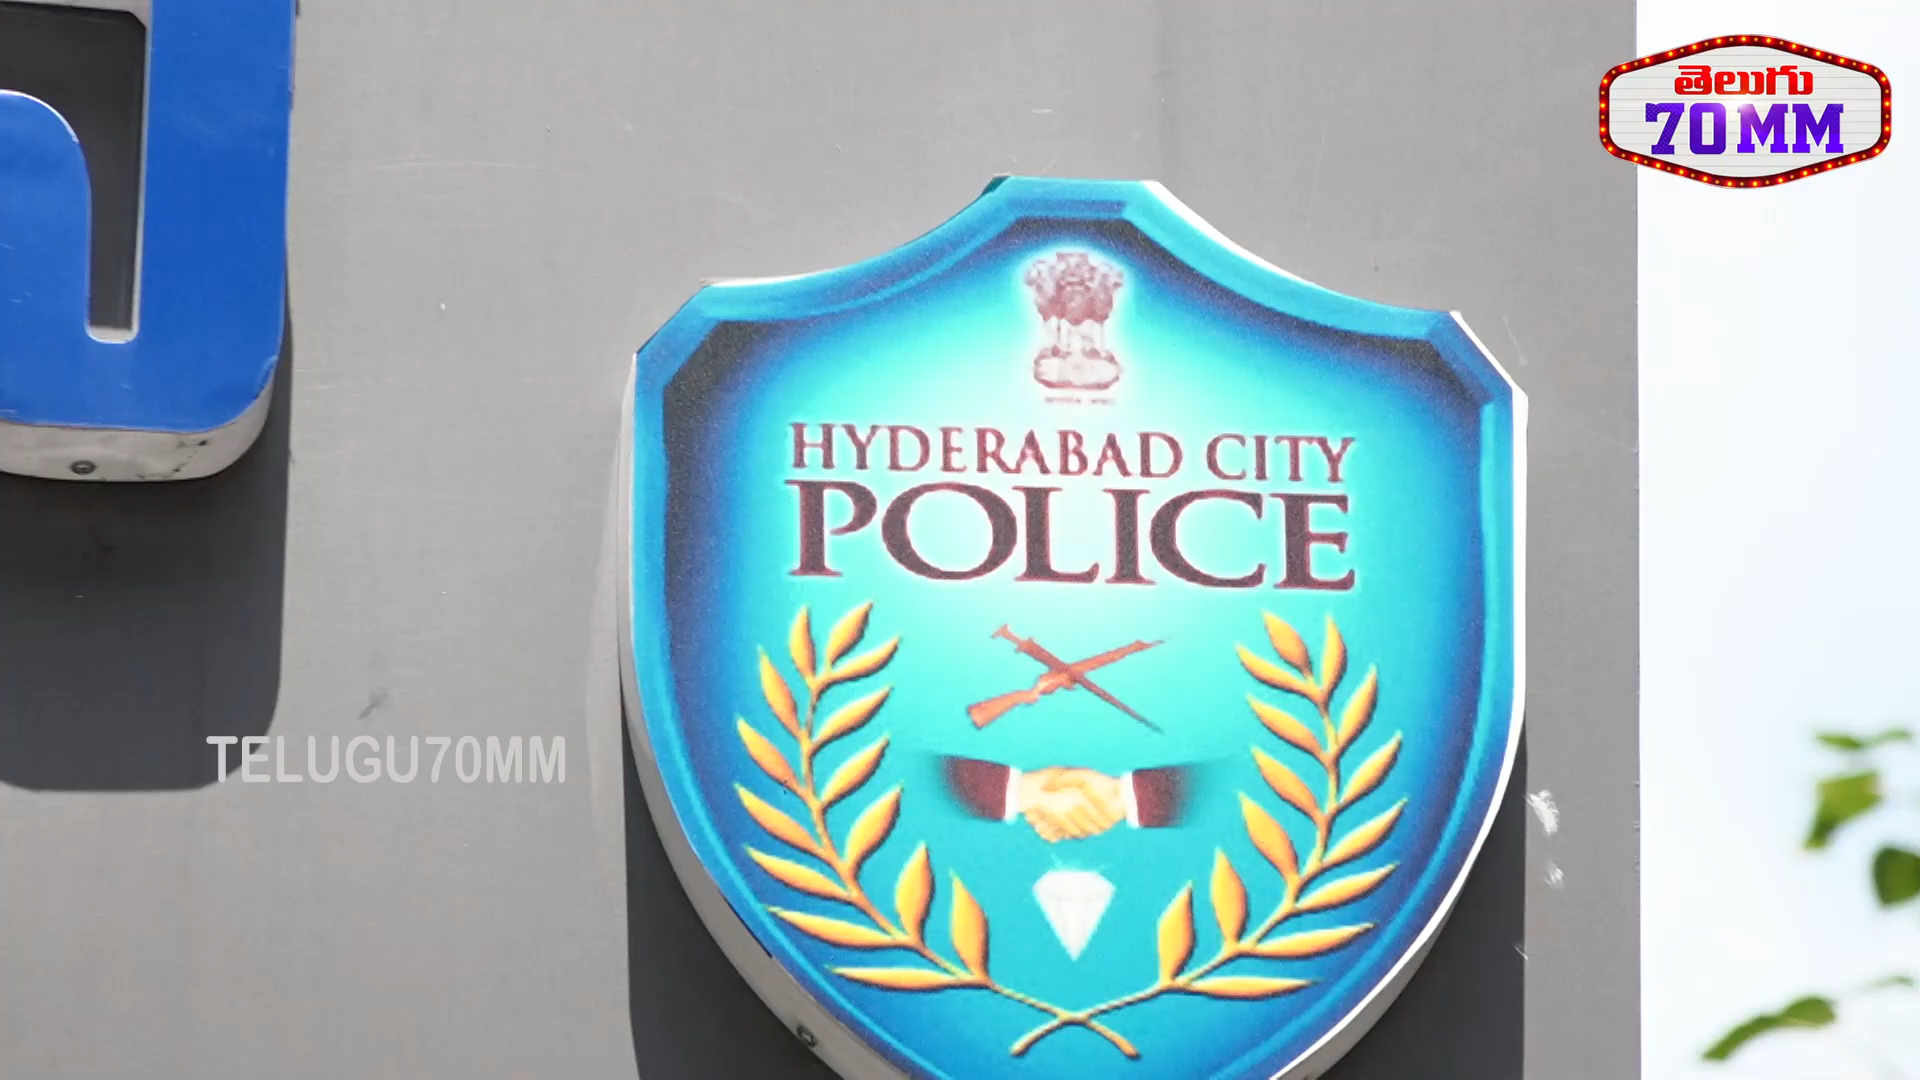 తెలుగు
70MM
HYDERABAD CITY
POLICE
TELUGU70MM